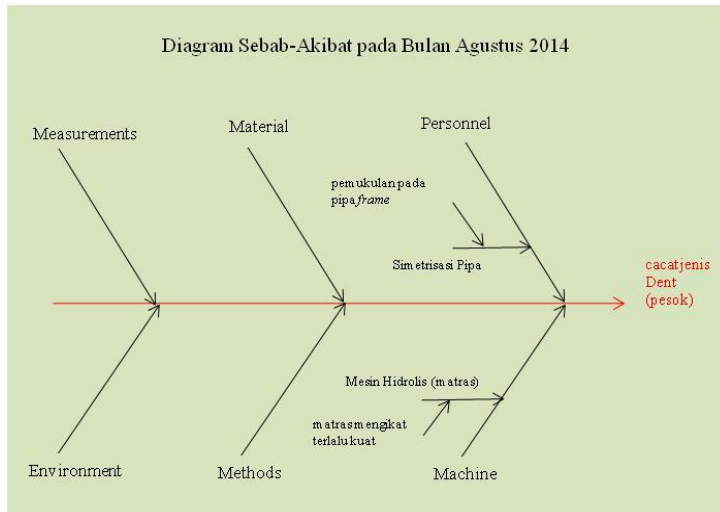 Diagram Sebab-Akibat pada Bulan Agustus 2014
Measurements
Material
Personnel
pemukulan pada
pipa frame
Simetrisasi Pipa
cacat jenis
Dent
(pesok)
Mesin Hidrolis (matras)
matras mengikat
terlalu kuat
Environment
Methods
Machine